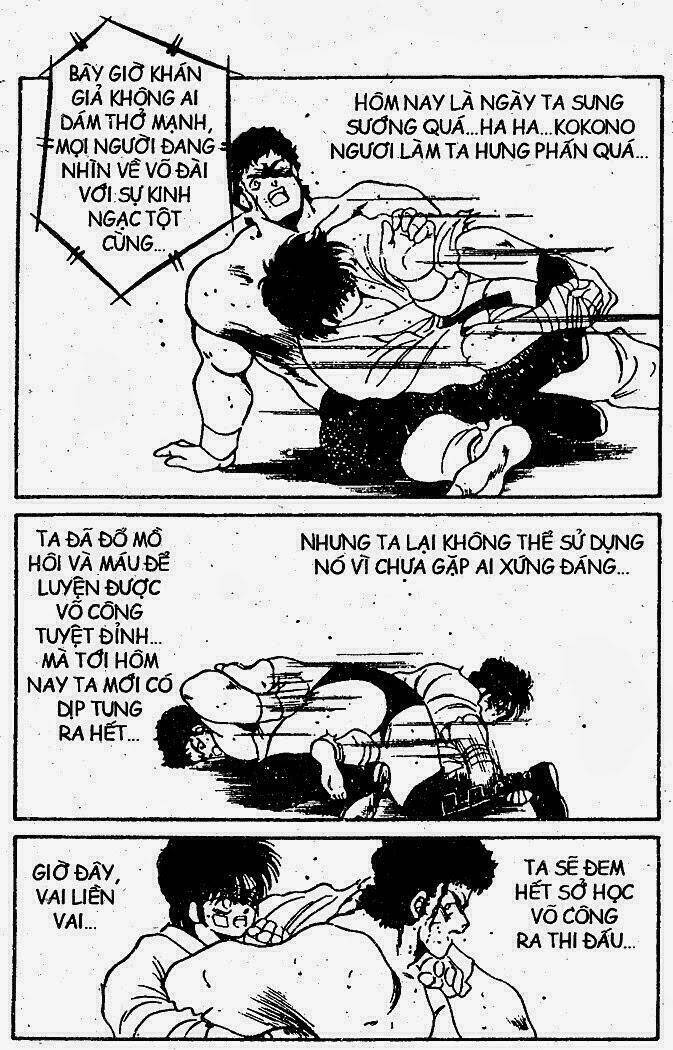 BÂY GIỜ KHÁN
GIẢ KHÔNG AI
DÁM THỞ MẠNH,
MỌI NGƯỜI ĐANG
NHÌN VỀ VÕ ĐÀI
VỚI SỰ KINH
NGẠC TỘT
CÙNG...
HÔM NAY LÀ NGÀY TA SUNG
SƯỚNG QUÁ...HA HA...KOKONO
NGƯƠI LÀM TA HƯNG PHẤN QUÁ...
TA ĐÃ ĐỔ MỒ
HÔI VÀ MÁU ĐỂ
LUYỆN ĐƯỢC
VÕ CÔNG
TUYỆT ĐỈNH...
MÀ TỚI HÔM
NAY TA MỚI CÓ
DỊP TUNG
RA HẾT...
NHƯNG TA LẠI KHÔNG THỂ SỬ DỤNG
NÓ VÌ CHƯA GẶP AI XỨNG ĐÁNG...
GIỜ ĐÂY,
VAI LIỀN
VAI...
TA SẼ ĐEM
HẾT SỞ HỌC
VÕ CÔNG
RA THI ĐẤU...